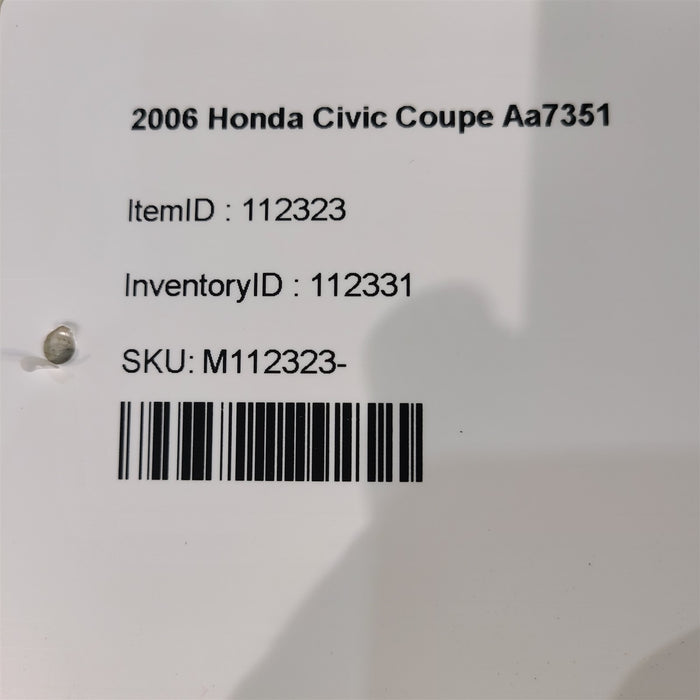 2006 Honda Civic Coupe Aa7351
ItemID : 112323
InventoryID : 112331
SKU: M112323-